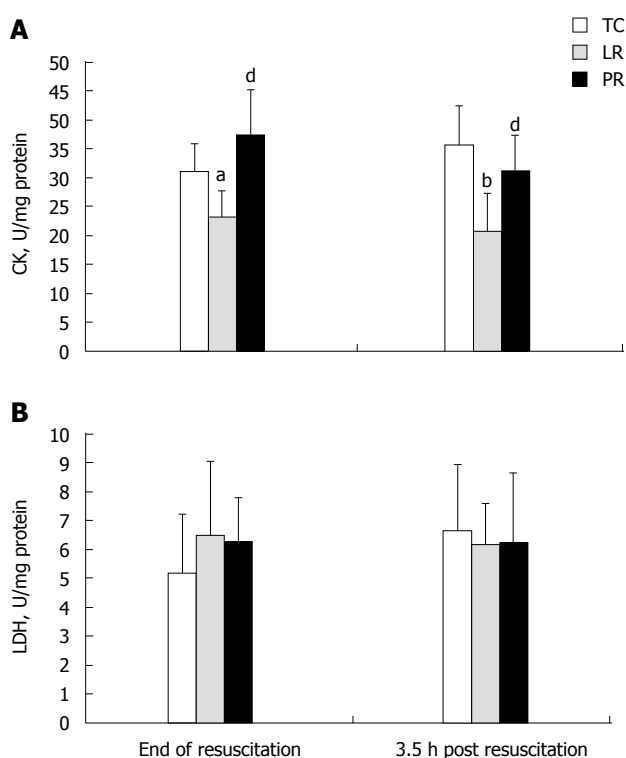 A
TC
LR
PR
CK, U/mg protein
50
45
50
35
30
25
20
15
10
5
0
a
d
b
d
B
LDH, U/mg protein
10
9
8
7
6
5
4
3
2
1
0
End of resuscitation
3.5 h post resuscitation